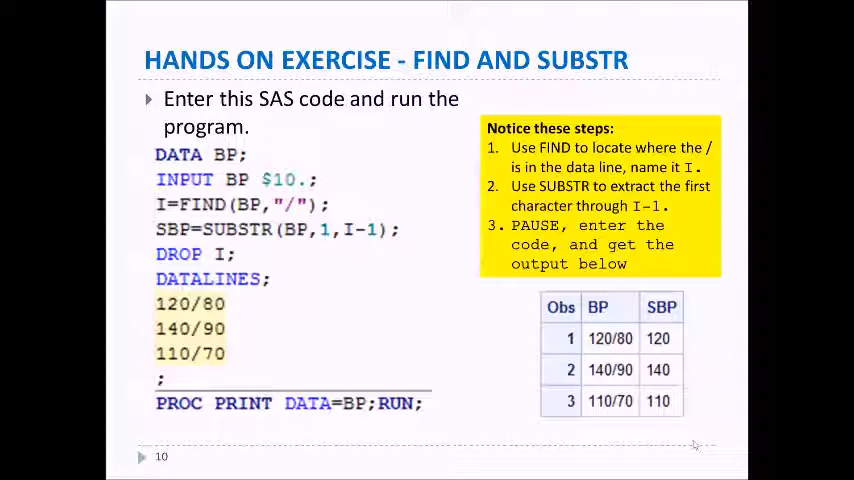 HANDS ON EXERCISE - FIND AND SUBSTR
Enter this SAS code and run the
program.
DATA BP;
INPUT BP $10.;
I=FIND(BP,"/");
SBP=SUBSTR(BP,1,I-1);
DROP I;
DATALINES;
120/80
140/90
110/70
;
PROC PRINT DATA=BP;RUN;
Notice these steps:
1. Use FIND to locate where the /
is in the data line, name it I.
2. Use SUBSTR to extract the first
character through I-1.
3. PAUSE, enter the
code, and get the
output below
Obs BP SBP
1 120/80 120
2 140/90 140
3 110/70 110
10